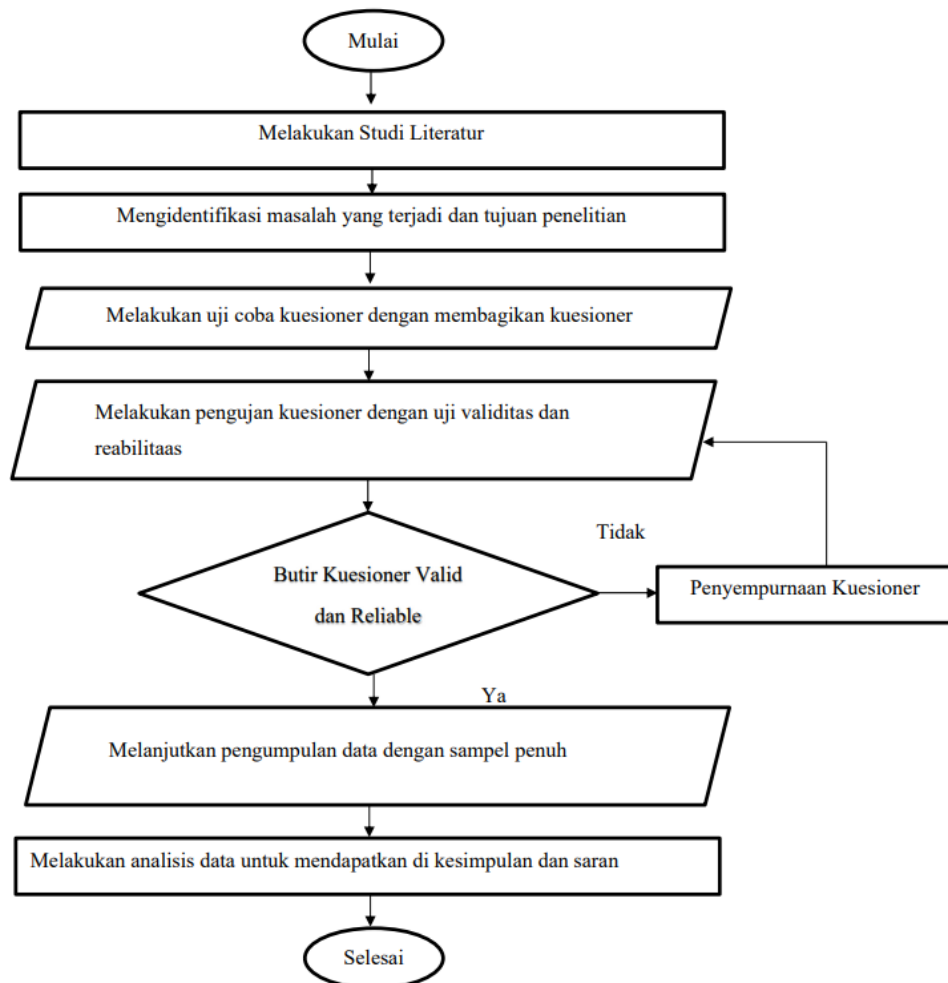 Mulai
Melakukan Studi Literatur
Mengidentifikasi masalah yang terjadi dan tujuan penelitian
Melakukan uji coba kuesioner dengan membagikan kuesioner
Melakukan pengujan kuesioner dengan uji validitas dan
reabilitaas
Tidak
Butir Kuesioner Valid
dan Reliable
Penyempurnaan Kuesioner
Ya
Melanjutkan pengumpulan data dengan sampel penuh
Melakukan analisis data untuk mendapatkan di kesimpulan dan saran
Selesai